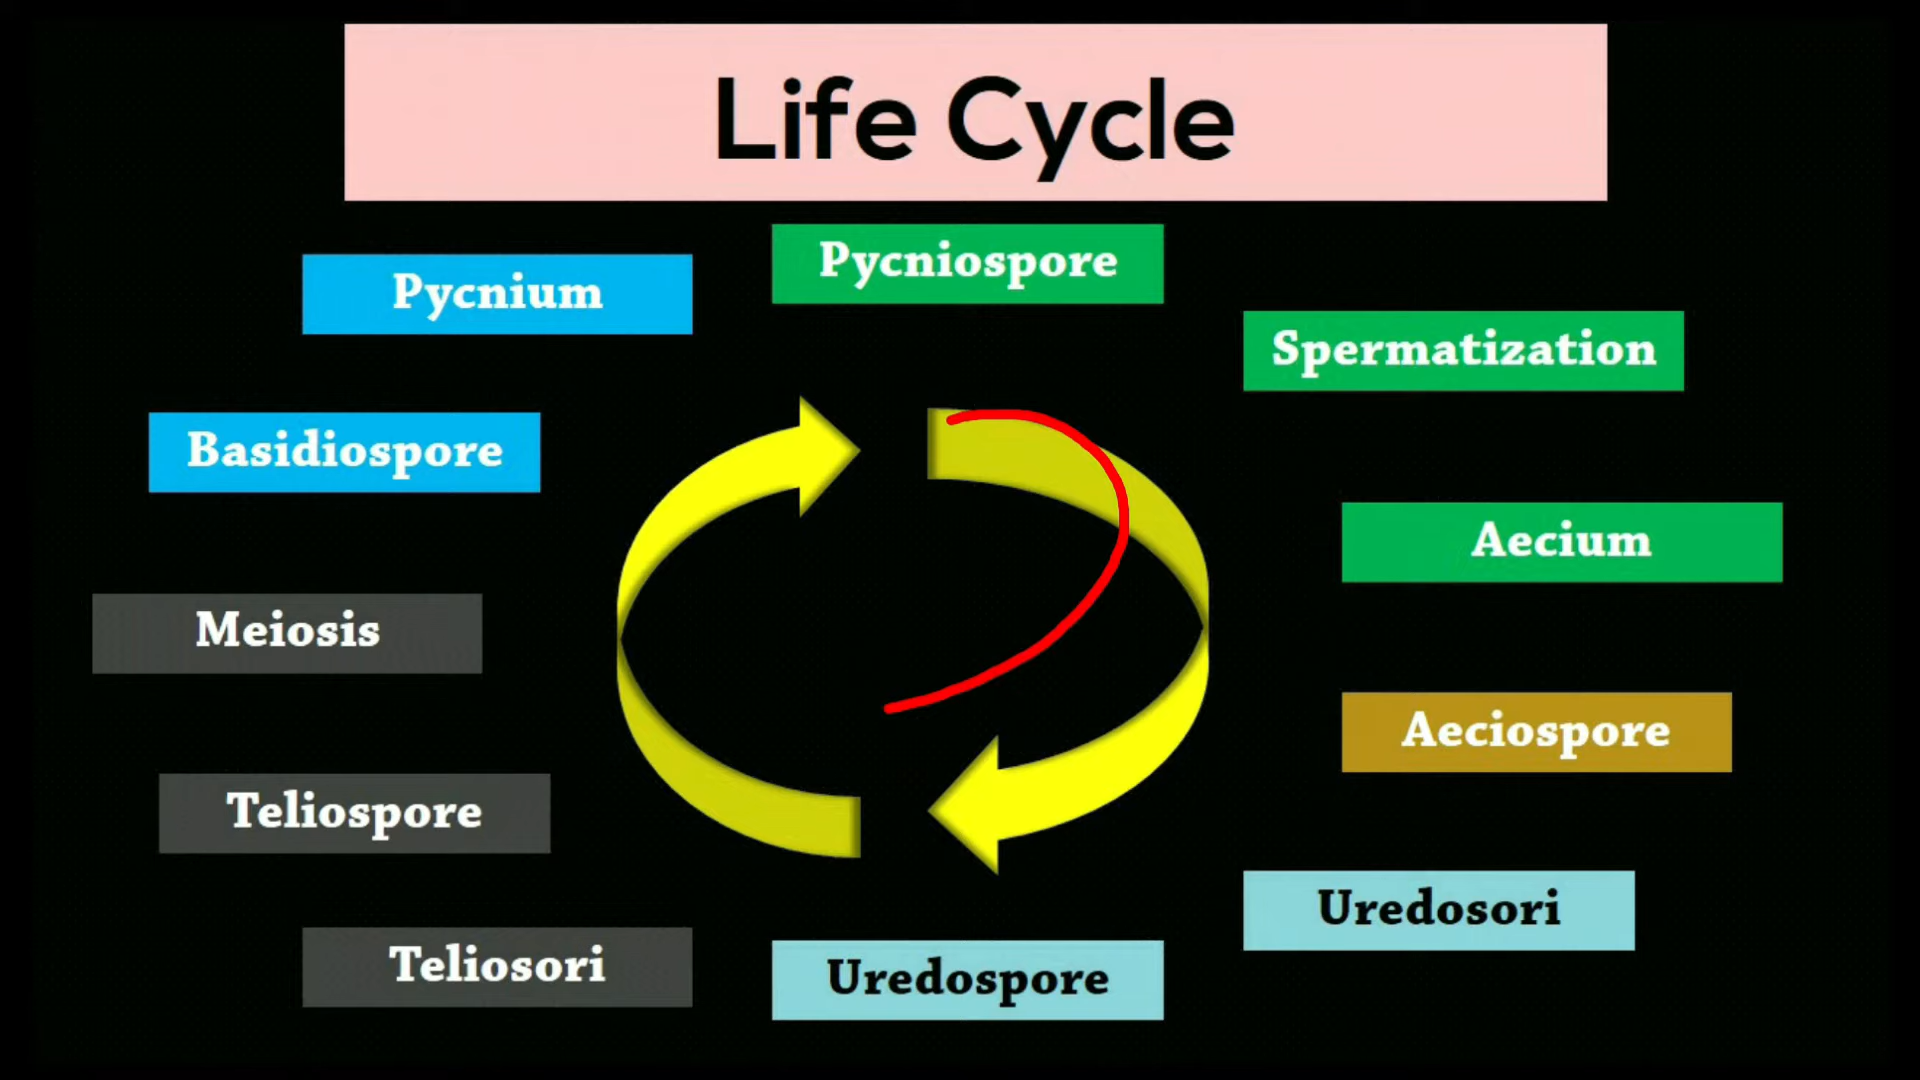 Life Cycle
Pycniospore
Pycnium
Spermatization
Basidiospore
Aecium
Meiosis
Aeciospore
Teliospore
Uredosori
Teliosori
Uredospore